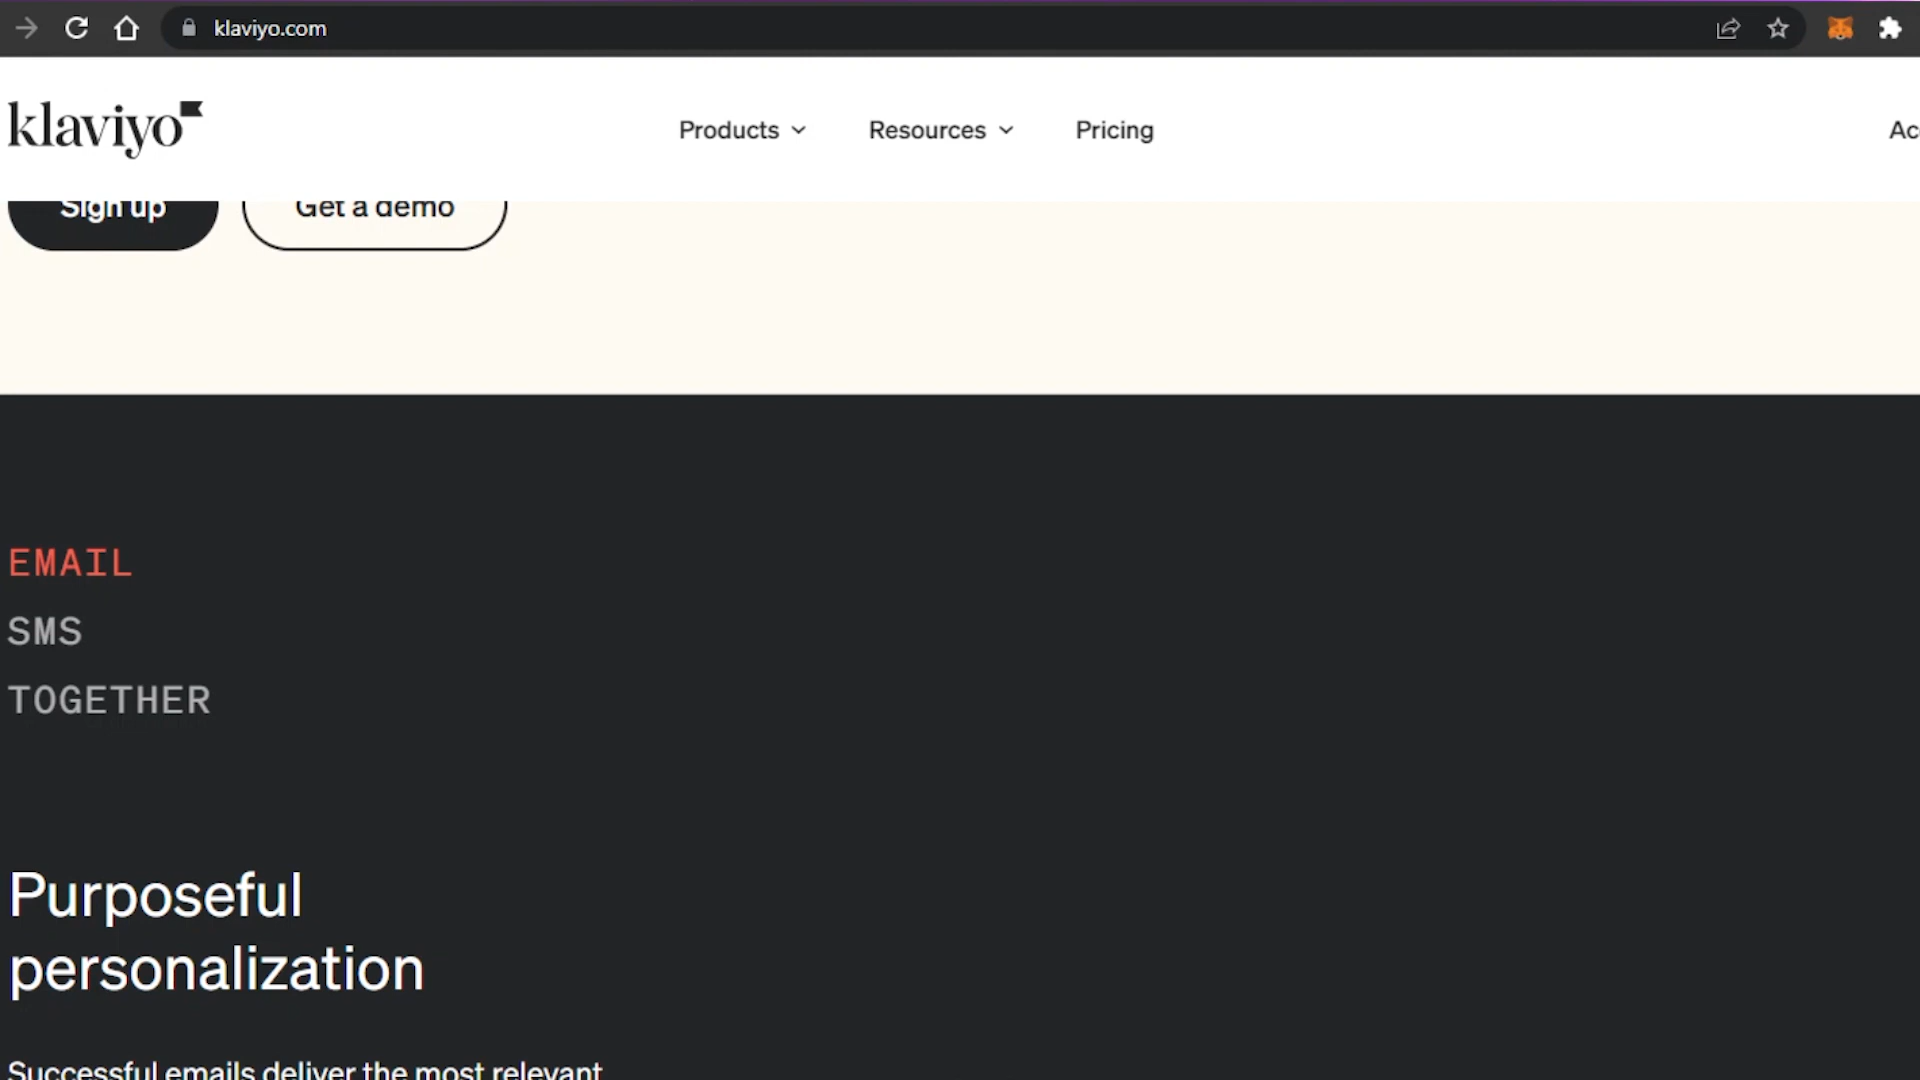 klaviyo.com
klaviyo
Products
Resources
Pricing
Sign up
Get a demo
EMAIL
SMS
TOGETHER
Purposeful
personalization
Successful emails deliver the most relevant